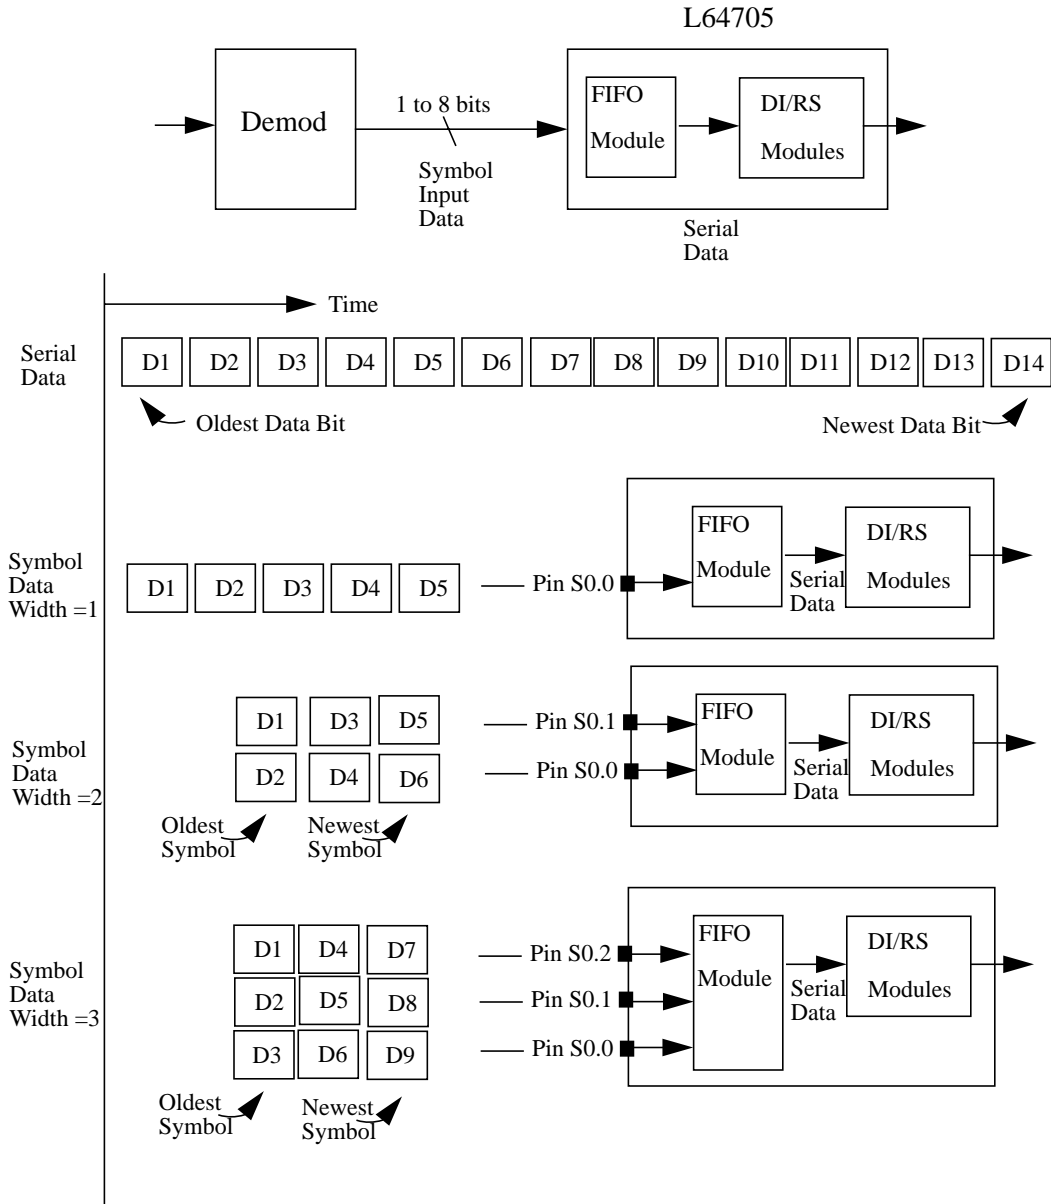 L64705
Demod
1 to 8 bits
Symbol
Input
Data
FIFO
Module
DI/RS
Modules
Serial
Data
Time
Serial
Data
D1 D2 D3 D4 D5 D6 D7 D8 D9 D10 D11 D12 D13 D14
Oldest Data Bit
Newest Data Bit
Symbol
Data
Width =1
D1 D2 D3 D4 D5
Pin S0.0
FIFO
Module
Serial
Data
DI/RS
Modules
Symbol
Data
Width =2
D1 D3 D5
D2 D4 D6
Oldest
Symbol
Newest
Symbol
Pin S0.1
Pin S0.0
FIFO
Module
Serial
Data
DI/RS
Modules
Symbol
Data
Width =3
D1 D4 D7
D2 D5 D8
D3 D6 D9
Oldest
Symbol
Newest
Symbol
Pin S0.2
Pin S0.1
Pin S0.0
FIFO
Module
Serial
Data
DI/RS
Modules